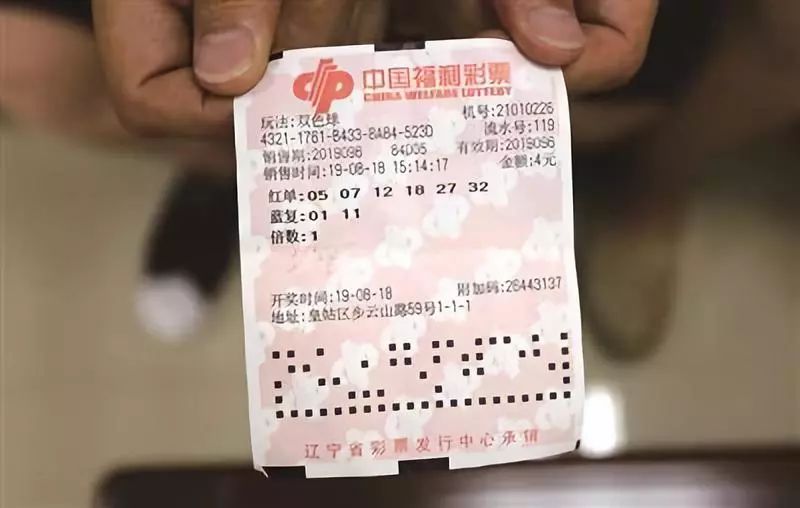 中国福利彩票
CHINA WELFARE LOTTERY
玩法:双色球 机号:21010226
4321-1761-8433-8A84-523D 流水号:119
销售期:2019096 84D05 有效期:2019096
销售时间:19-08-18 15:14:17 金额:4元
红单:05 07 12 18 27 32
蓝复:01 11
倍数:1
开奖时间:19-08-18 附加码:26443137
地址:皇姑区步云山路59号1-1-1
辽宁省彩票发行中心承销